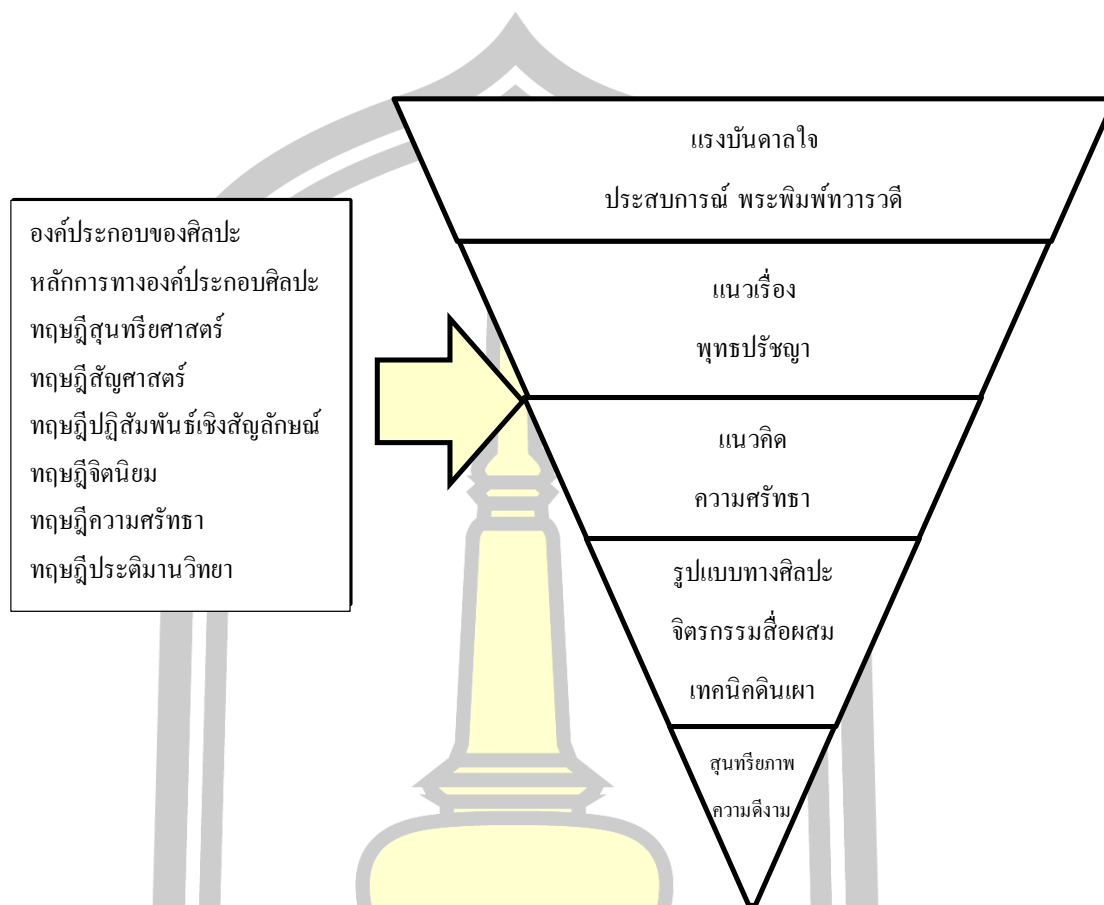 องค์ประกอบของศิลปะ
หลักการทางองค์ประกอบศิลปะ
ทฤษฎีสุนทรียศาสตร์
ทฤษฎีสัญศาสตร์
ทฤษฎีปฏิสัมพันธ์เชิงสัญลักษณ์
ทฤษฎีจิตนิยม
ทฤษฎีความศรัทธา
ทฤษฎีประติมานวิทยา
แรงบันดาลใจ
ประสบการณ์ พระพิมพ์ทวารวดี
แนวเรื่อง
พุทธปรัชญา
แนวคิด
ความศรัทธา
รูปแบบทางศิลปะ
จิตรกรรมสื่อผสม
เทคนิคดินเผา
สุนทรียภาพ
ความดีงาม